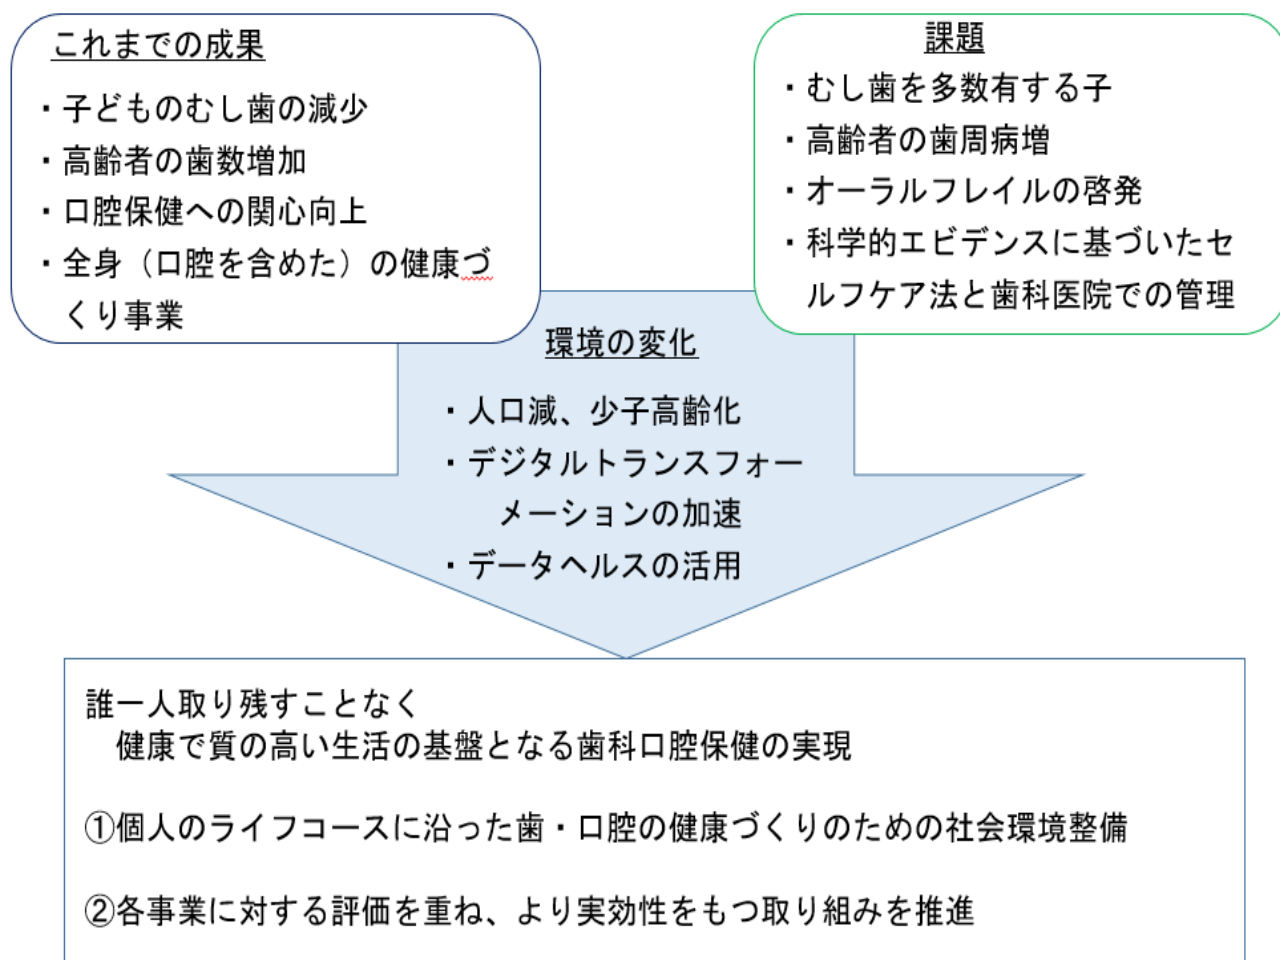 これまでの成果
・子どものむし歯の減少
・高齢者の歯数増加
・口腔保健への関心向上
・全身（口腔を含めた）の健康づ
くり事業
課題
・むし歯を多数有する子
・高齢者の歯周病増
・オーラルフレイルの啓発
・科学的エビデンスに基づいたセ
ルフケア法と歯科医院での管理
環境の変化
・人口減、少子高齢化
・デジタルトランスフォー
メーションの加速
・データヘルスの活用
誰一人取り残すことなく
健康で質の高い生活の基盤となる歯科口腔保健の実現
①個人のライフコースに沿った歯・口腔の健康づくりのための社会環境整備
②各事業に対する評価を重ね、より実効性をもつ取り組みを推進